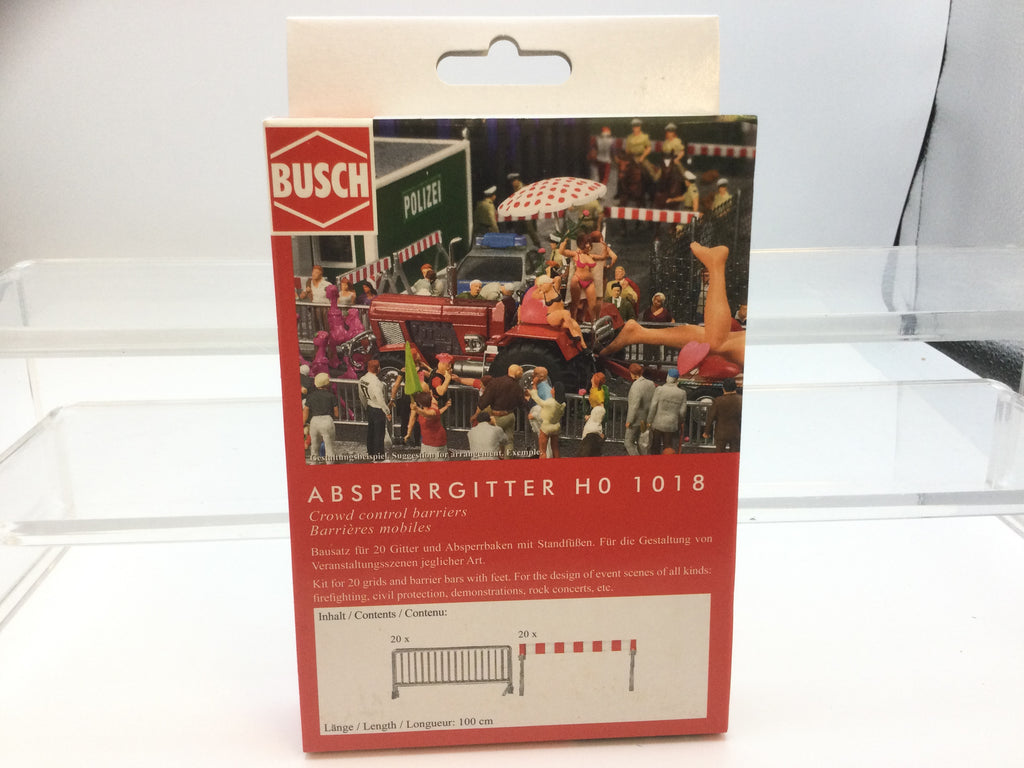 BUSCH
POLIZEI
Gestaltungsbeispiel. Suggestion for arrangement. Exemple.
ABSPERRGITTER H0 1018
Crowd control barriers
Barrières mobiles
Bausatz für 20 Gitter und Absperrbaken mit Standfüßen. Für die Gestaltung von
Veranstaltungsszenen jeglicher Art.
Kit for 20 grids and barrier bars with feet. For the design of event scenes of all kinds:
firefighting, civil protection, demonstrations, rock concerts, etc.
Inhalt / Contents / Contenu:
20 x
20 x
Länge / Length / Longueur: 100 cm